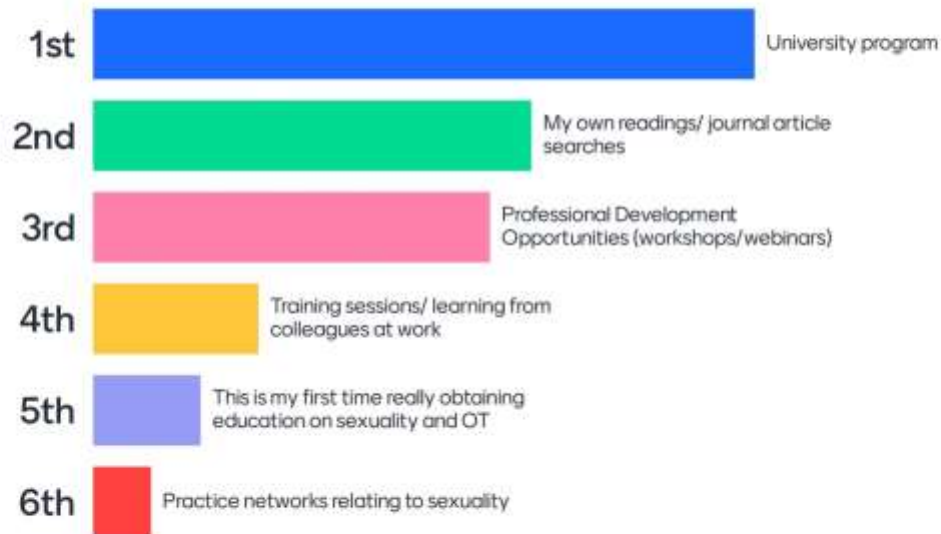 1st
University program
2nd
My own readings/ journal article
searches
3rd
Professional Development
Opportunities (workshops/webinars)
4th
Training sessions/ learning from
colleagues at work
5th
This is my first time really obtaining
education on sexuality and OT
6th
Practice networks relating to sexuality